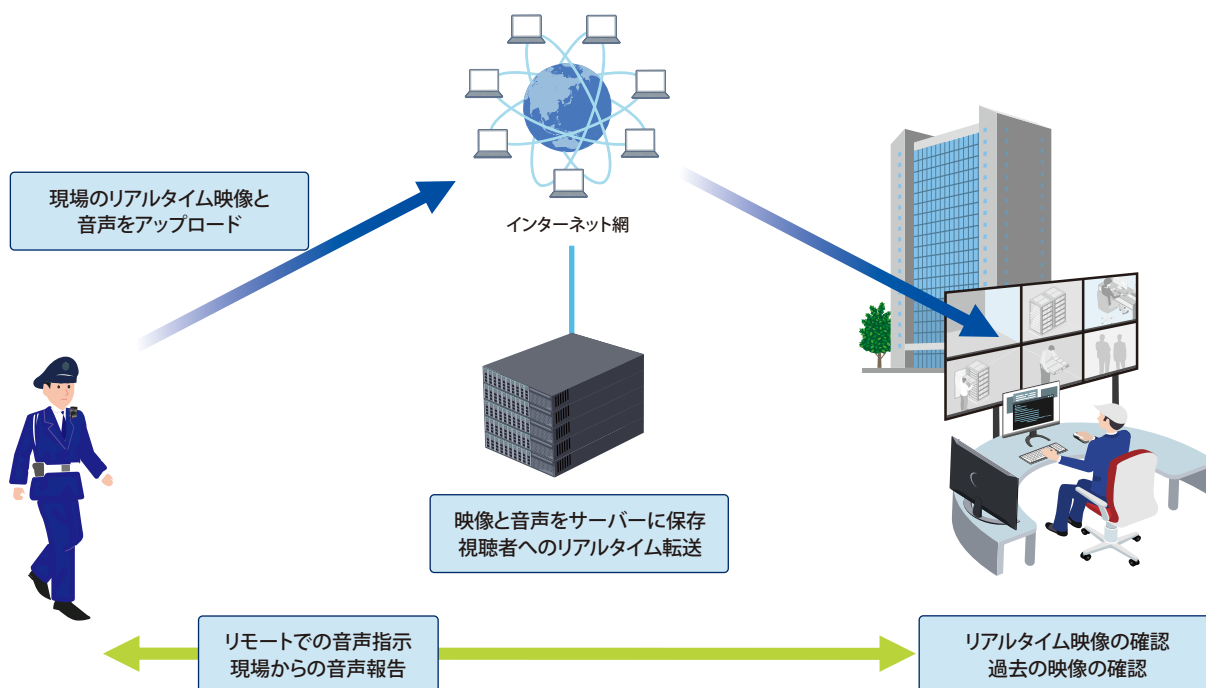 現場のリアルタイム映像と
音声をアップロード
インターネット網
映像と音声をサーバーに保存
視聴者へのリアルタイム転送
リモートでの音声指示
現場からの音声報告
リアルタイム映像の確認
過去の映像の確認